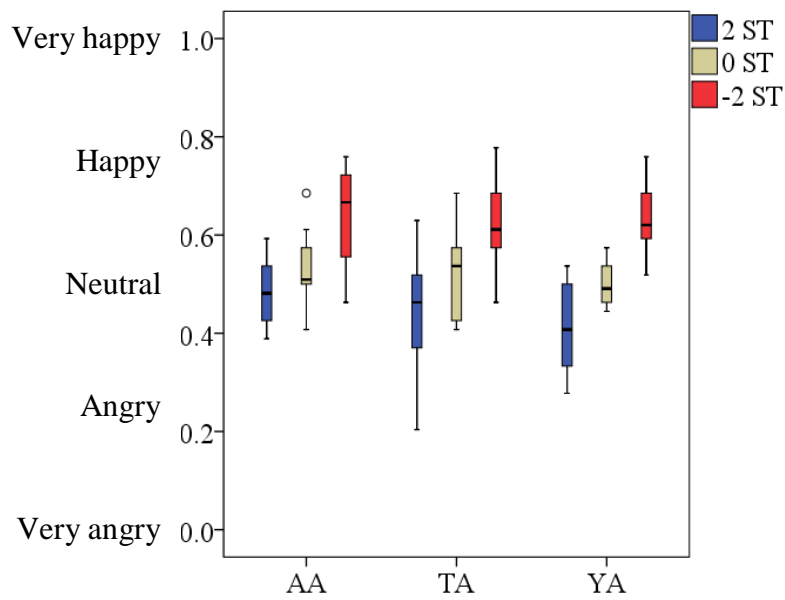 Very happy 1.0
2 ST
0 ST
-2 ST
0.8
Happy
0.6
Neutral
0.4
Angry
0.2
Very angry 0.0
AA TA YA